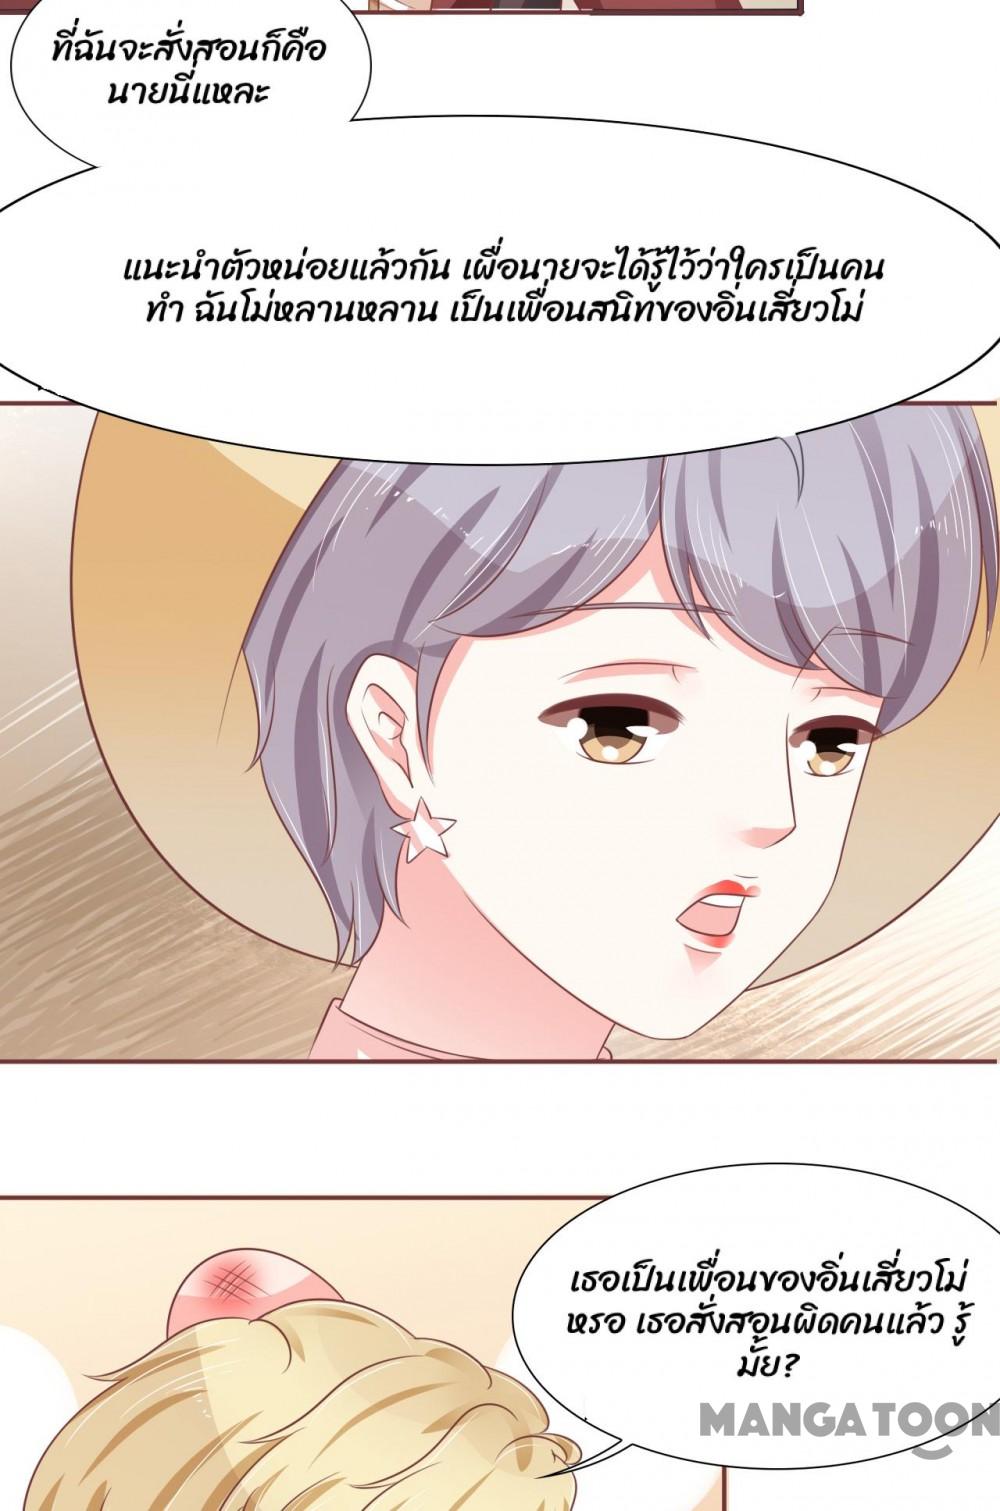 ที่ฉันจะสั่งสอนก็คือ
นายนี่แหละ
แนะนำตัวหน่อยแล้วกัน เผื่อนายจะได้รู้ไว้ว่าใครเป็นคน
ทำ ฉันโม่หลานหลาน เป็นเพื่อนสนิทของอิ่นเสี่ยวโม่
เธอเป็นเพื่อนของอิ่นเสี่ยวโม่
หรอ เธอสั่งสอนผิดคนแล้ว รู้
มั้ย?
MANGATOON